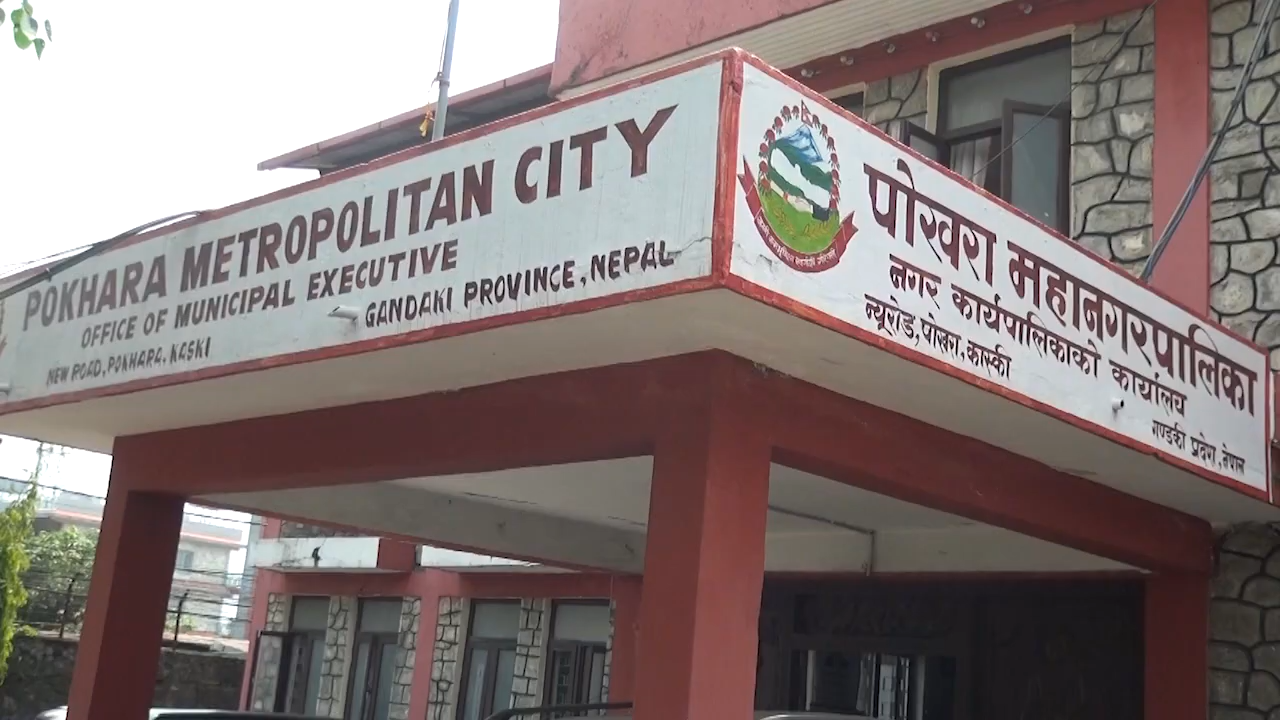 POKHARA METROPOLITAN CITY
OFFICE OF MUNICIPAL EXECUTIVE
GANDAKI PROVINCE, NEPAL
NEW ROAD, POKHARA, KASKI
पोखरा महानगरपालिका
नगर कार्यपालिकाको कार्यालय
न्यूरोड, पोखरा, कास्की
गण्डकी प्रदेश, नेपाल